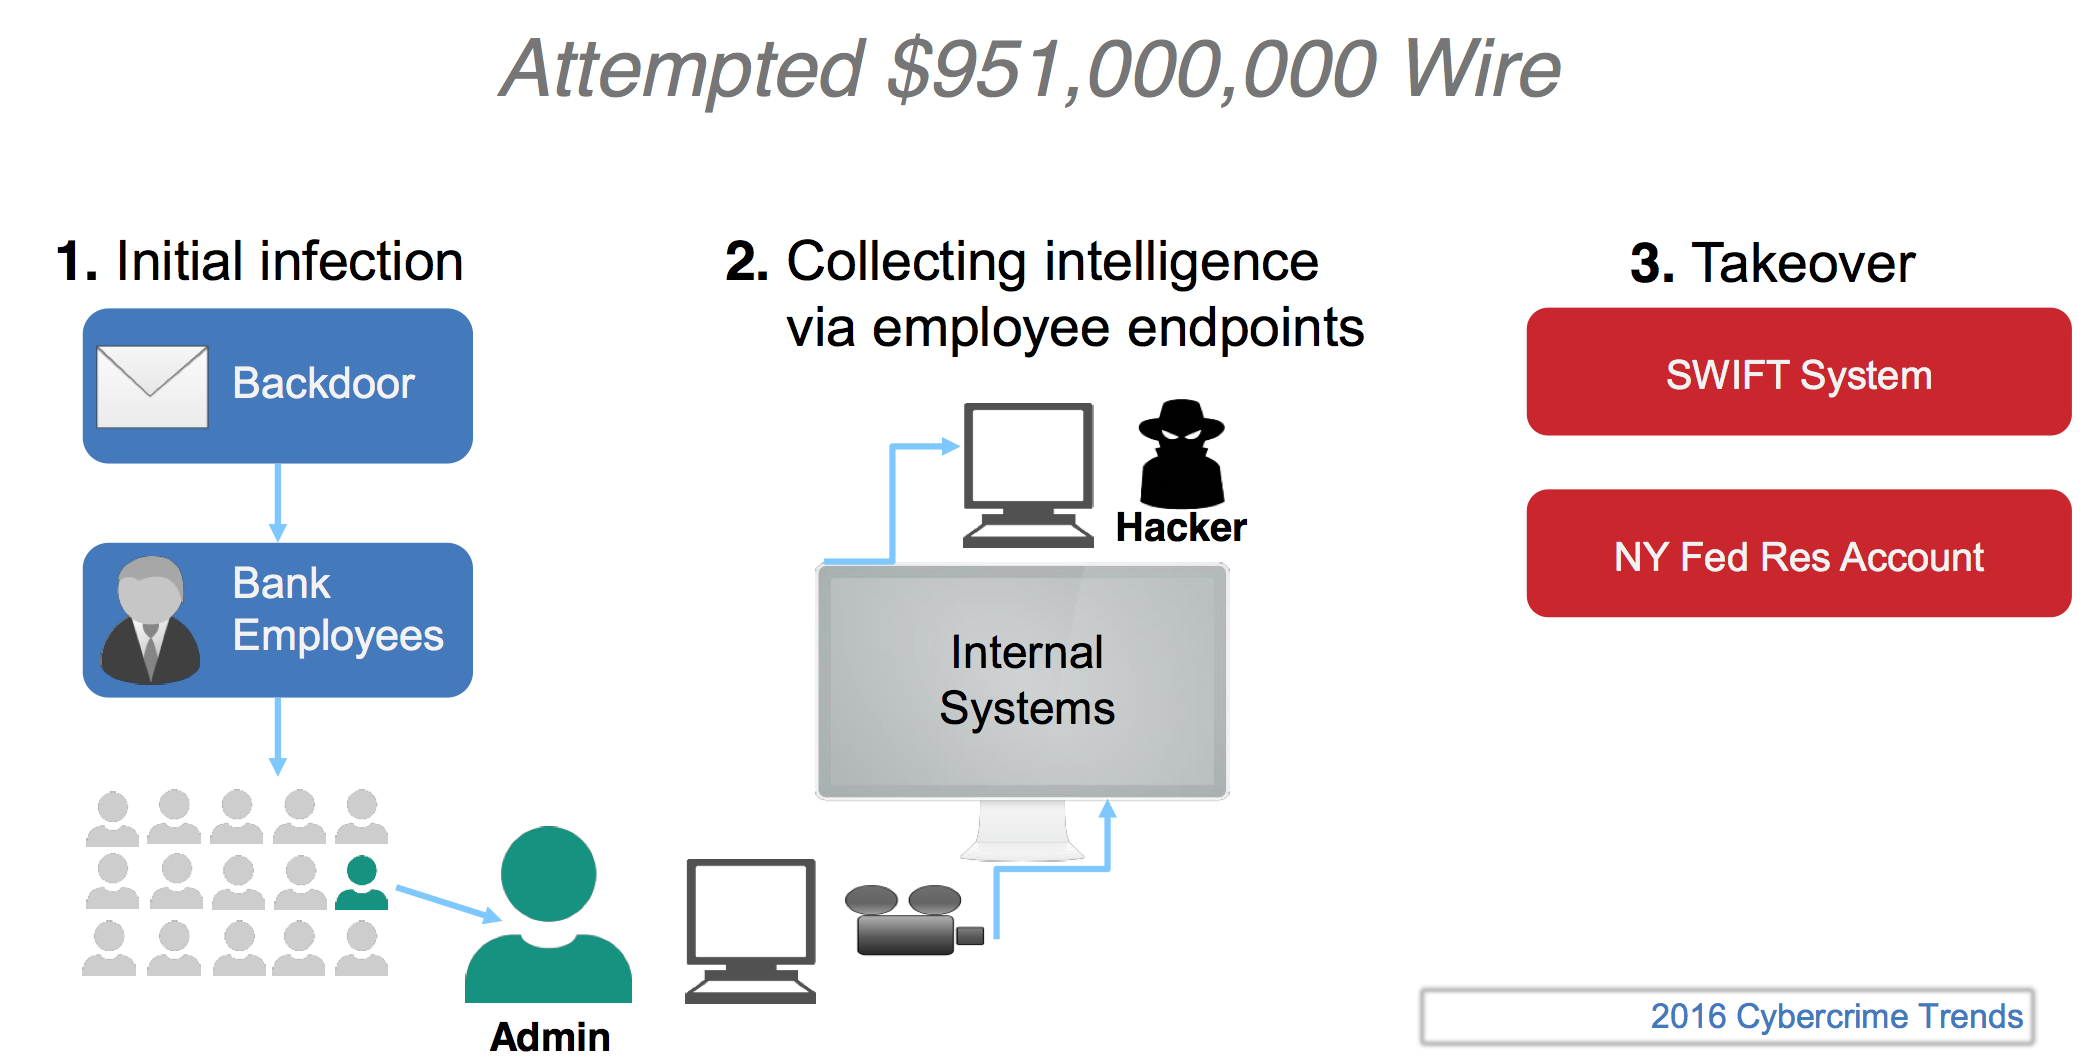 Attempted $951,000,000 Wire
1. Initial infection
Backdoor
Bank
Employees
Admin
2. Collecting intelligence
via employee endpoints
Hacker
Internal
Systems
3. Takeover
SWIFT System
NY Fed Res Account
2016 Cybercrime Trends